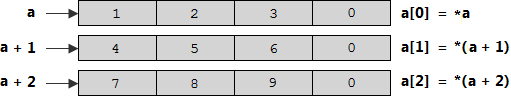 a 1 2 3 0 a[0] = *a
a + 1 4 5 6 0 a[1] = *(a + 1)
a + 2 7 8 9 0 a[2] = *(a + 2)